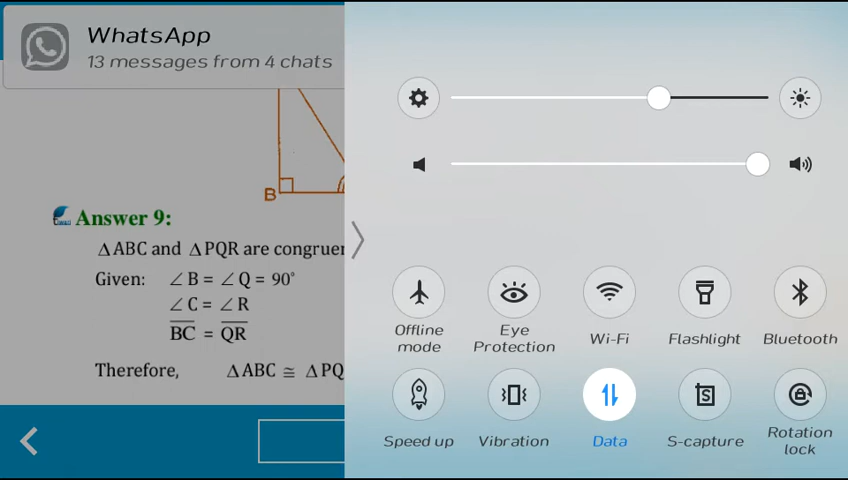 WhatsApp
13 messages from 4 chats
B
Answer 9:
Δ ABC and Δ PQR are congruen
Given: ∠ B = ∠ Q = 90°
∠ C = ∠ R
BC = QR
Therefore, Δ ABC ≅ Δ PQ
Offline mode
Eye Protection
Wi-Fi
Flashlight
Bluetooth
Speed up
Vibration
Data
S-capture
Rotation lock